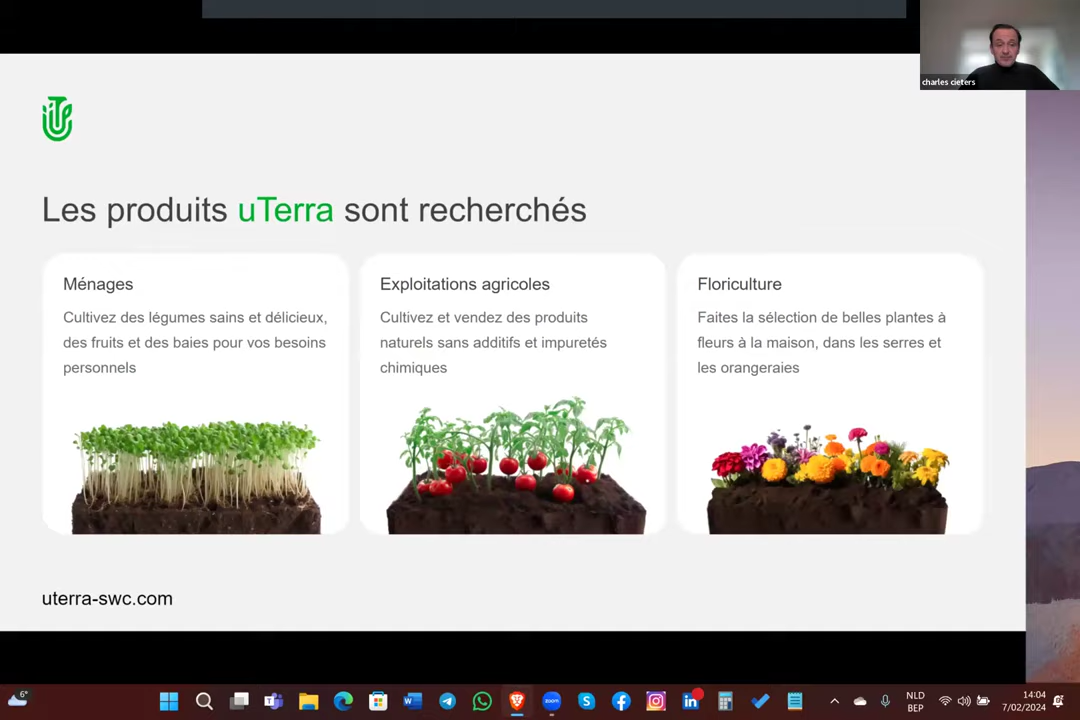 charles cieters
Les produits uTerra sont recherchés
Ménages
Cultivez des légumes sains et délicieux,
des fruits et des baies pour vos besoins
personnels
Exploitations agricoles
Cultivez et vendez des produits
naturels sans additifs et impuretés
chimiques
Floriculture
Faites la sélection de belles plantes à
fleurs à la maison, dans les serres et
les orangeraies
uterra-swc.com
6°
zoom
NLD
BEP
14:04
7/02/2024